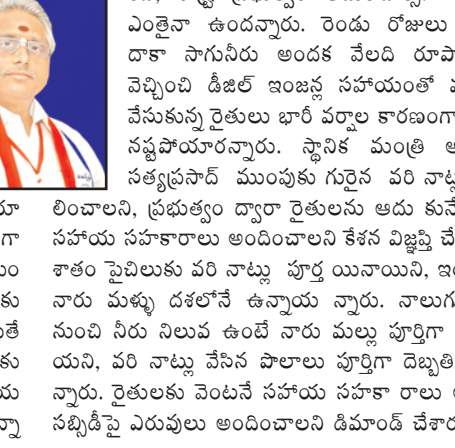 ఎంతైనా ఉందన్నారు. రెండు రోజులు
దాకా సాగునీరు అందక వేలది రూపా
వెచ్చించి డీజిల్ ఇంజన్ల సహాయంతో
వేసుకున్న రైతులు భారీ వర్షాల కారణంగా
నష్టపోయారన్నారు. స్థానిక మంత్రి
సత్యప్రసాద్ ముంపుకు గురైన వరి నాట్ల
లించాలని, ప్రభుత్వం ద్వారా రైతులను ఆదు కునే
గా సహాయ సహకారాలు అందించాలని కేశన విజ్ఞప్తి చే
శాతం పైచిలుకు వరి నాట్లు పూర్త యినాయిని, ఇం
కు నారు మళ్ళు దశలోనే ఉన్నాయ న్నారు. నాలుగ
తే నుంచి నీరు నిలువ ఉంటే నారు మల్లు పూర్తిగా
కు యని, వరి నాట్లు వేసిన పొలాలు పూర్తిగా దెబ్బతి
య న్నారు. రైతులకు వెంటనే సహాయ సహకా రాలు
న్నా సబ్సిడీపై ఎరువులు అందించాలని డిమాండ్ చేశార